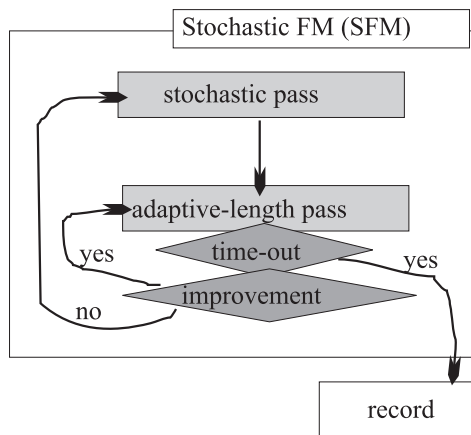 Stochastic FM (SFM)
stochastic pass
adaptive-length pass
time-out
yes
yes
improvement
no
record